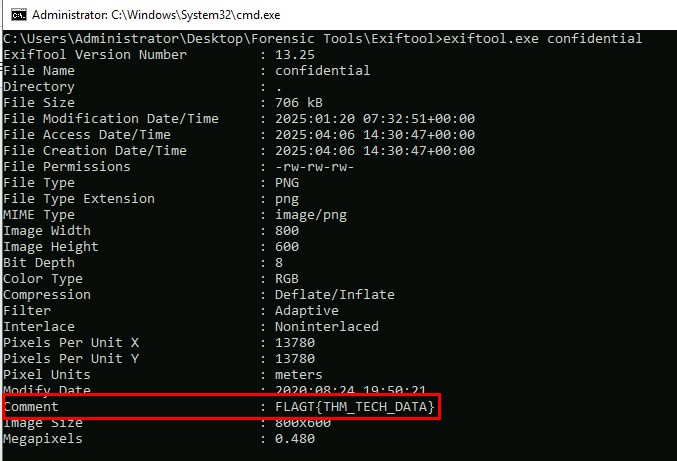 Administrator: C:\Windows\System32\cmd.exe
C:\Users\Administrator\Desktop\Forensic Tools\Exiftool>exiftool.exe confidential
ExifTool Version Number : 13.25
File Name : confidential
Directory : .
File Size : 706 kB
File Modification Date/Time : 2025:01:20 07:32:51+00:00
File Access Date/Time : 2025:04:06 14:30:47+00:00
File Creation Date/Time : 2025:04:06 14:30:47+00:00
File Permissions : -rw-rw-rw-
File Type : PNG
File Type Extension : png
MIME Type : image/png
Image Width : 800
Image Height : 600
Bit Depth : 8
Color Type : RGB
Compression : Deflate/Inflate
Filter : Adaptive
Interlace : Noninterlaced
Pixels Per Unit X : 13780
Pixels Per Unit Y : 13780
Pixel Units : meters
Modify Date : 2020:08:24 19:50:21
Comment : FLAGT{THM_TECH_DATA}
Image Size : 800x600
Megapixels : 0.480